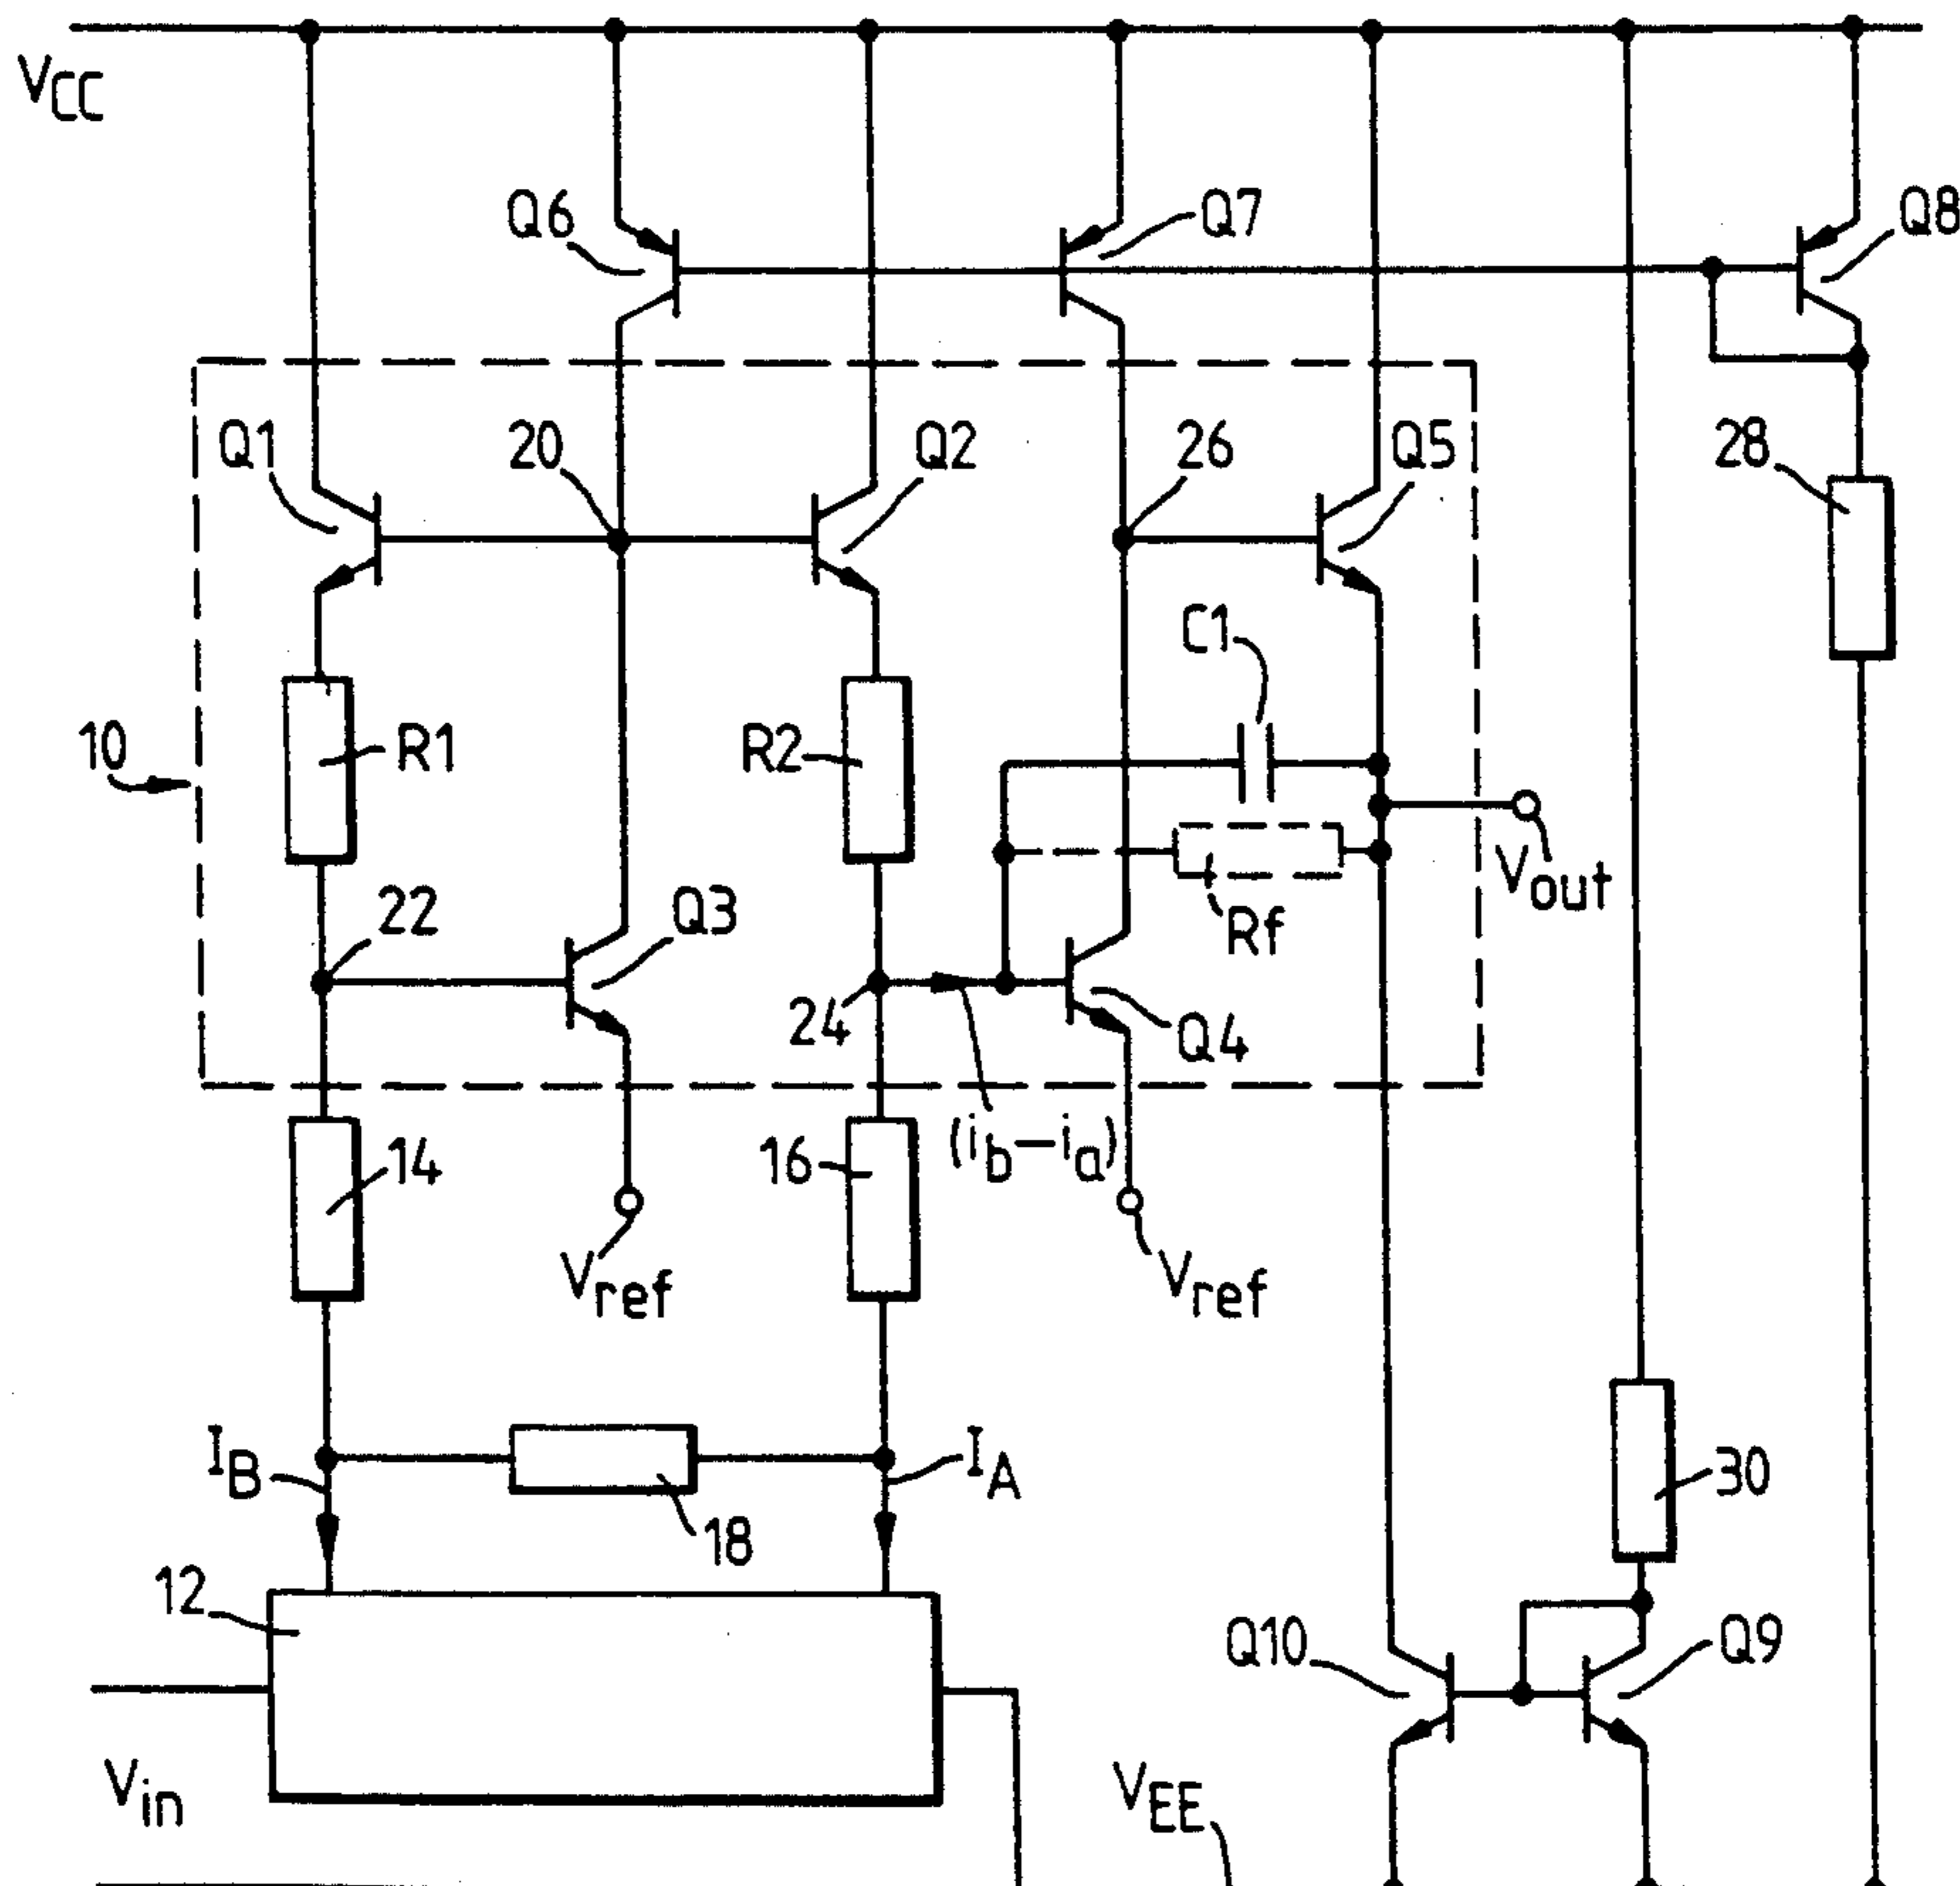 VCC
Q6
Q7
Q8
Q1
20
Q2
26
Q5
28
C1
10
R1
R2
Vout
22
Q3
Rf
24
Q4
(ib−ia)
14
16
Vref
Vref
IB
IA
30
18
12
Q10
Q9
Vin
VEE